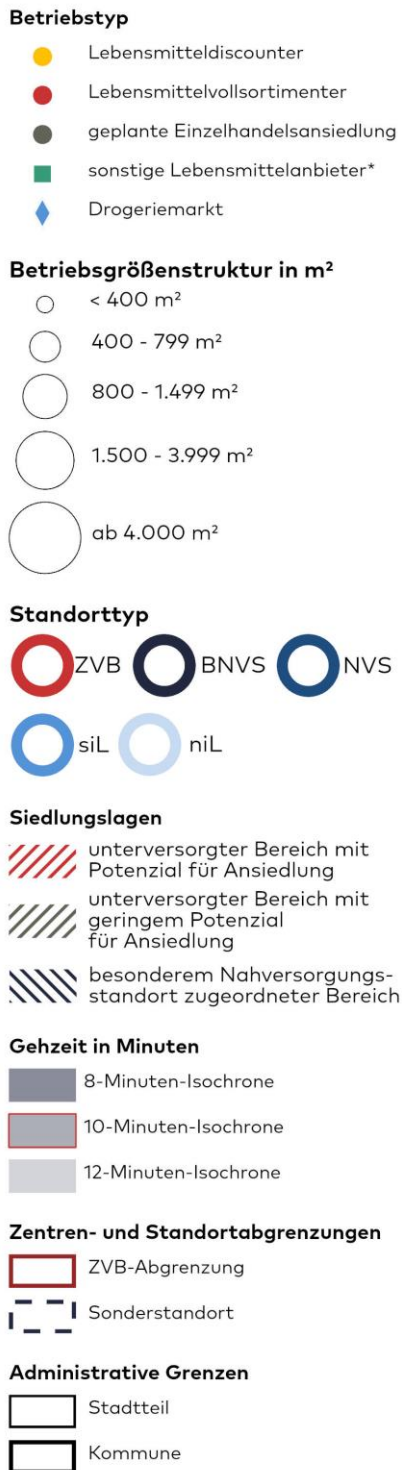 Betriebstyp
Lebensmitteldiscounter
Lebensmittelvollsortimenter
geplante Einzelhandelsansiedlung
sonstige Lebensmittelanbieter*
Drogeriemarkt
Betriebsgrößenstruktur in m²
< 400 m²
400 - 799 m²
800 - 1.499 m²
1.500 - 3.999 m²
ab 4.000 m²
Standorttyp
ZVB BNVS NVS
siL niL
Siedlungslagen
unterversorgter Bereich mit
Potenzial für Ansiedlung
unterversorgter Bereich mit
geringem Potenzial
für Ansiedlung
besonderem Nahversorgungs-
standort zugeordneter Bereich
Gehzeit in Minuten
8-Minuten-Isochrone
10-Minuten-Isochrone
12-Minuten-Isochrone
Zentren- und Standortabgrenzungen
ZVB-Abgrenzung
Sonderstandort
Administrative Grenzen
Stadtteil
Kommune